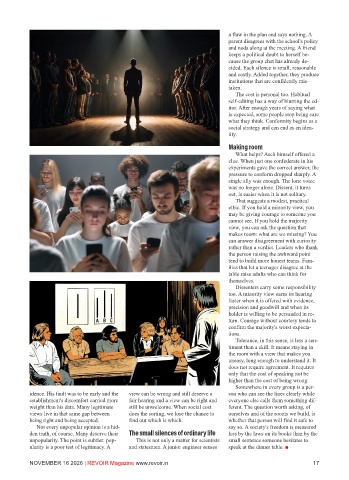 idence. His fault was to be early and the
establishment's discomfort carried more
weight than his data. Many legitimate
views live in that same gap between
being right and being accepted.
Not every unpopular opinion is a hid-
den truth, of course. Many deserve their
unpopularity. The point is subtler: pop-
ularity is a poor test of legitimacy. A
view can be wrong and still deserve a
fair hearing and a view can be right and
still be unwelcome. When social cost
does the sorting, we lose the chance to
find out which is which.
The small silences of ordinary life
This is not only a matter for scientists
and statesmen. A junior engineer senses
a flaw in the plan and says nothing. A
parent disagrees with the school's policy
and nods along at the meeting. A friend
keeps a political doubt to herself be-
cause the group chat has already de-
cided. Each silence is small, reasonable
and costly. Added together, they produce
institutions that are confidently mis-
taken.
The cost is personal too. Habitual
self-editing has a way of blurring the ed-
itor. After enough years of saying what
is expected, some people stop being sure
what they think. Conformity begins as a
social strategy and can end as an iden-
tity.
Making room
What helps? Asch himself offered a
clue. When just one confederate in his
experiments gave the correct answer, the
pressure to conform dropped sharply. A
single ally was enough. The lone voice
was no longer alone. Dissent, it turns
out, is easier when it is not solitary.
That suggests a modest, practical
ethic. If you hold a minority view, you
may be giving courage to someone you
cannot see. If you hold the majority
view, you can ask the question that
makes room: what are we missing? You
can answer disagreement with curiosity
rather than a verdict. Leaders who thank
the person raising the awkward point
tend to build more honest teams. Fam-
ilies that let a teenager disagree at the
table raise adults who can think for
themselves.
Dissenters carry some responsibility
too. A minority view earns its hearing
faster when it is offered with evidence,
precision and goodwill and when its
holder is willing to be persuaded in re-
turn. Courage without courtesy tends to
confirm the majority's worst expecta-
tions.
Tolerance, in this sense, is less a sen-
timent than a skill. It means staying in
the room with a view that makes you
uneasy, long enough to understand it. It
does not require agreement. It requires
only that the cost of speaking not be
higher than the cost of being wrong.
Somewhere in every group is a per-
son who can see the lines clearly while
everyone else calls them something dif-
ferent. The question worth asking, of
ourselves and of the rooms we build, is
whether that person will find it safe to
say so. A society's freedom is measured
less by the laws on its books than by the
small sentence someone hesitates to
speak at the dinner table.
A B C
NOVEMBER 16 2026 | REVOIR Magazine www.revoir.in
17